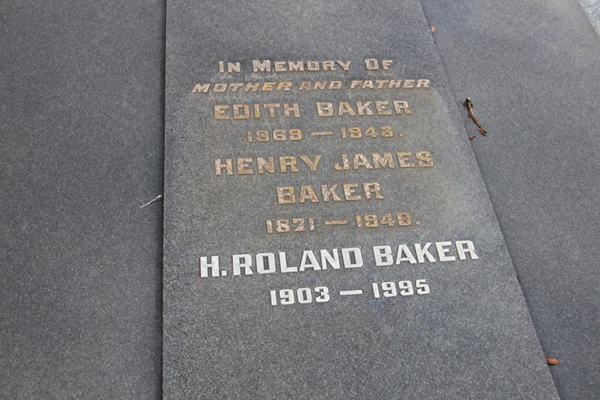 IN MEMORY OF
MOTHER AND FATHER
EDITH BAKER
1868 — 1943.
HENRY JAMES
BAKER
1871 — 1949.
H. ROLAND BAKER
1903 — 1995